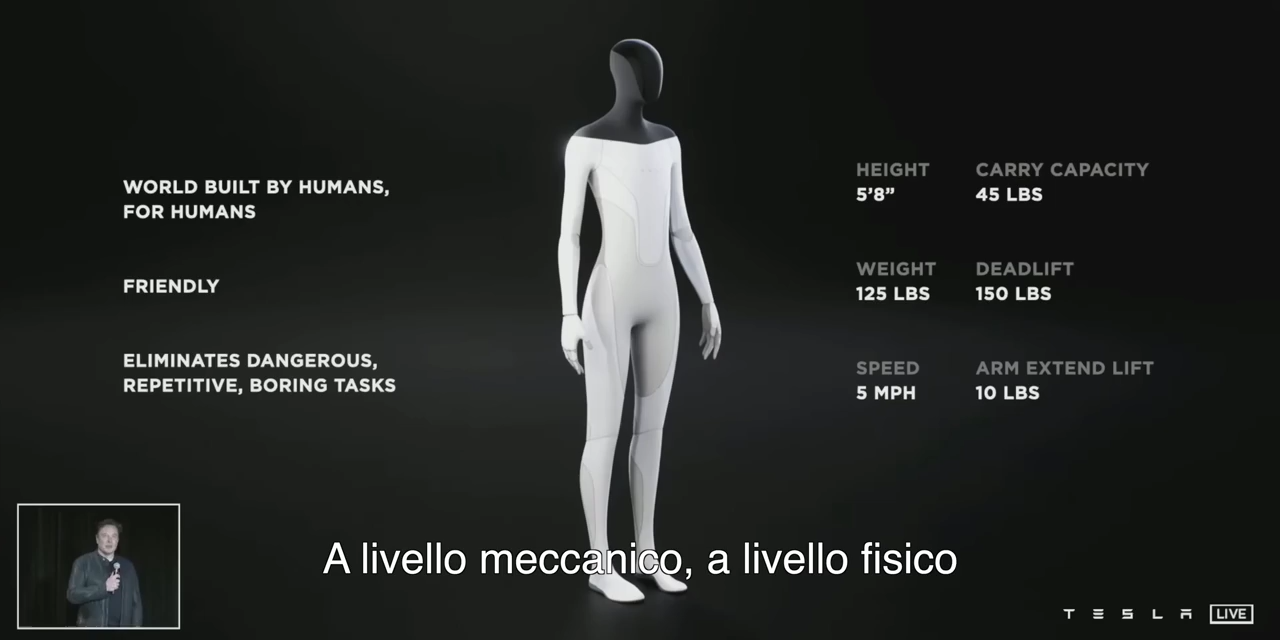 WORLD BUILT BY HUMANS,
FOR HUMANS
FRIENDLY
ELIMINATES DANGEROUS,
REPETITIVE, BORING TASKS
HEIGHT CARRY CAPACITY
5'8” 45 LBS
WEIGHT DEADLIFT
125 LBS 150 LBS
SPEED ARM EXTEND LIFT
5 MPH 10 LBS
A livello meccanico, a livello fisico
TESLA LIVE